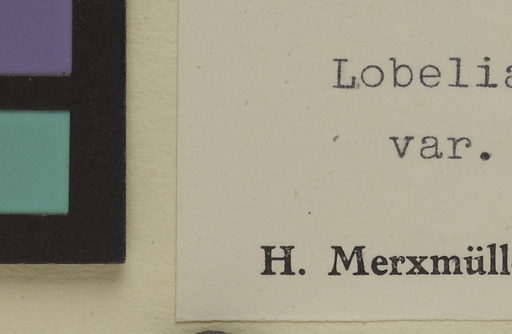 Lobelia
var.
H. Merxmüll